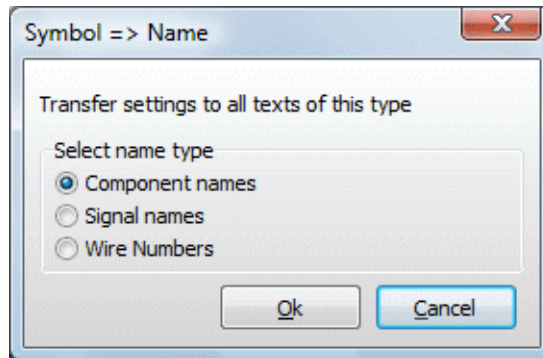 Symbol => Name
Transfer settings to all texts of this type
Select name type
Component names
Signal names
Wire Numbers
Ok
Cancel